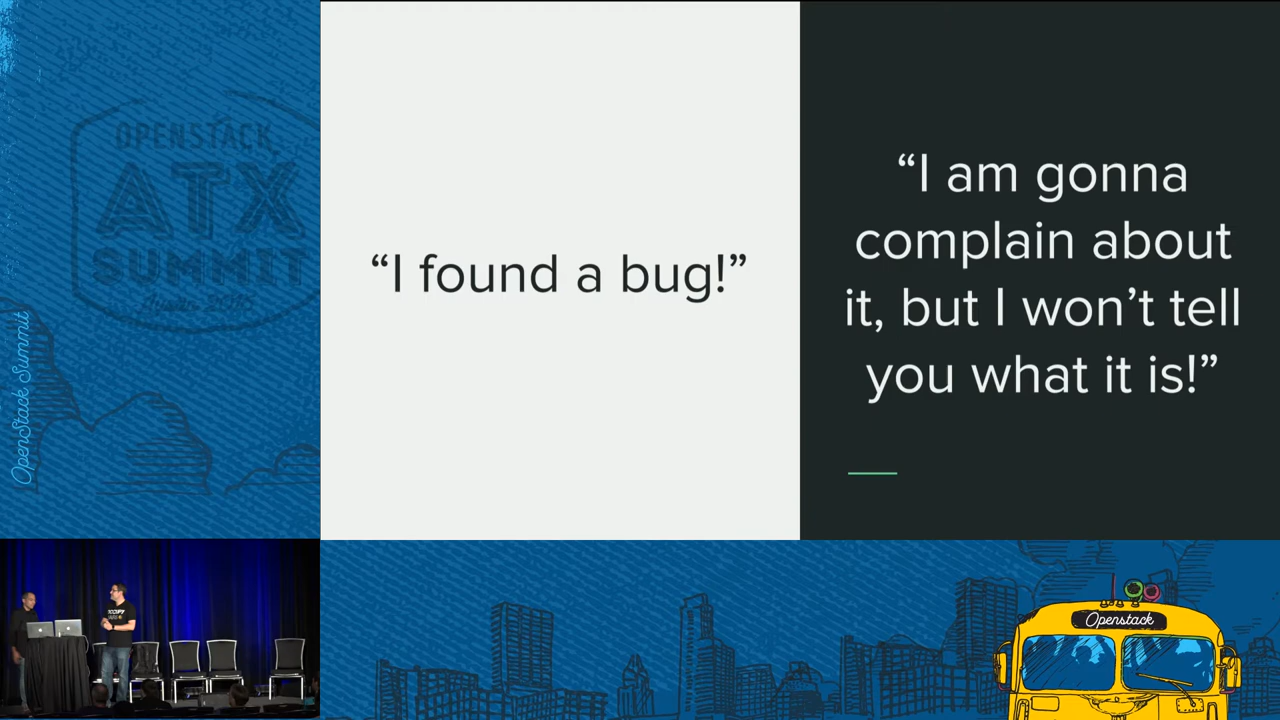 OPENSTACK
ATX
SUMMIT
OpenStack Summit
“I found a bug!”
“I am gonna
complain about
it, but I won’t tell
you what it is!”
Openstack